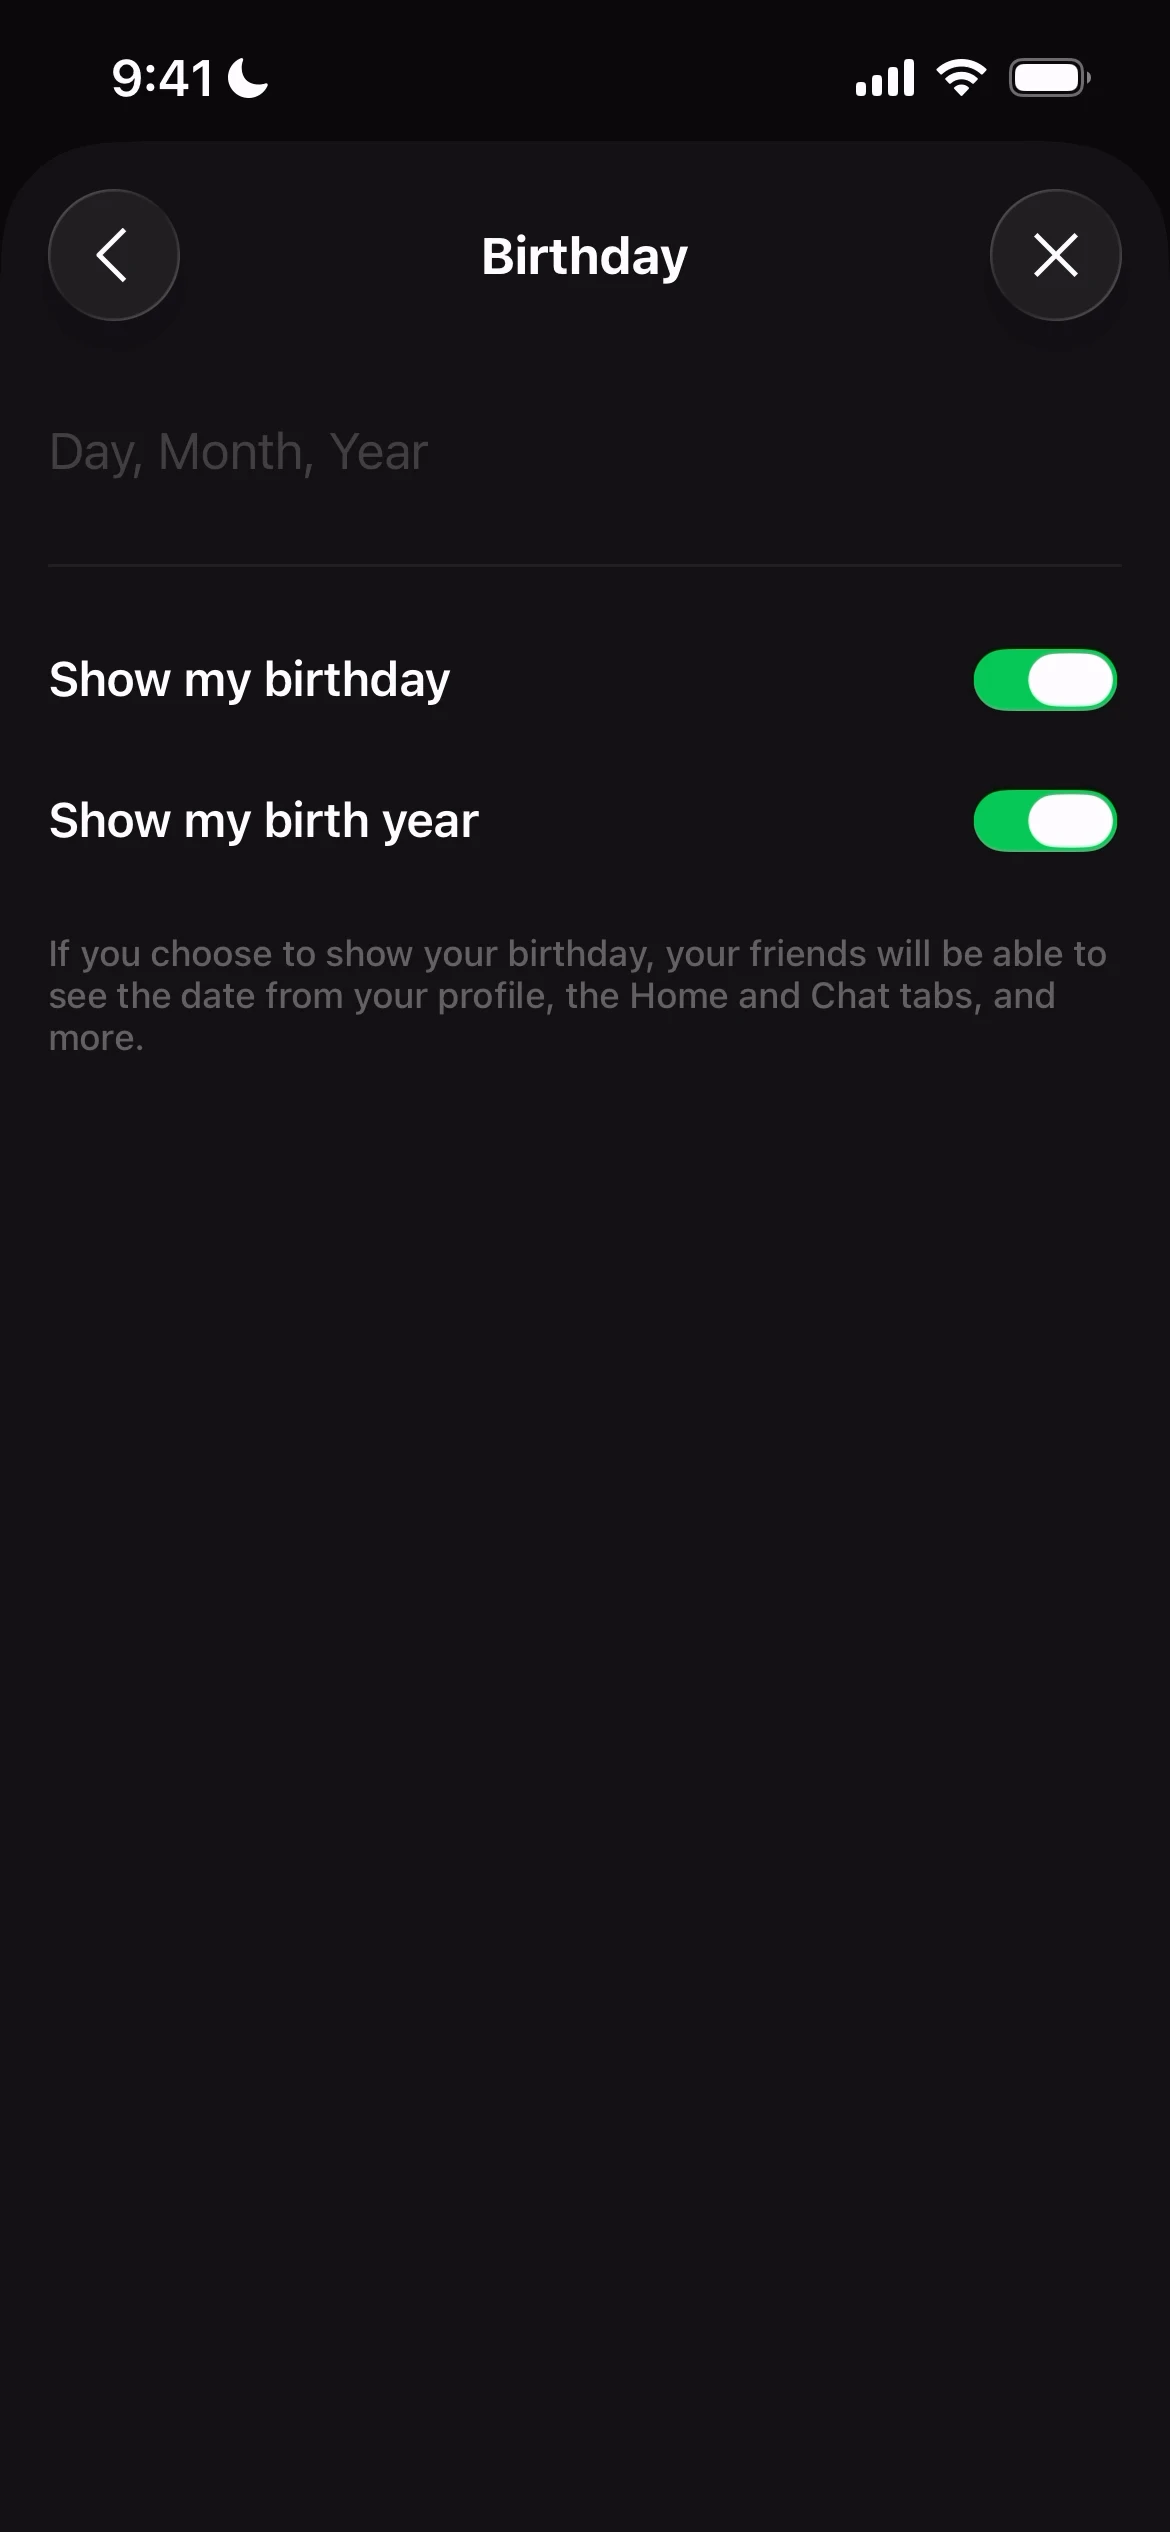 9:41
Birthday
Day, Month, Year
Show my birthday
Show my birth year
If you choose to show your birthday, your friends will be able to
see the date from your profile, the Home and Chat tabs, and
more.